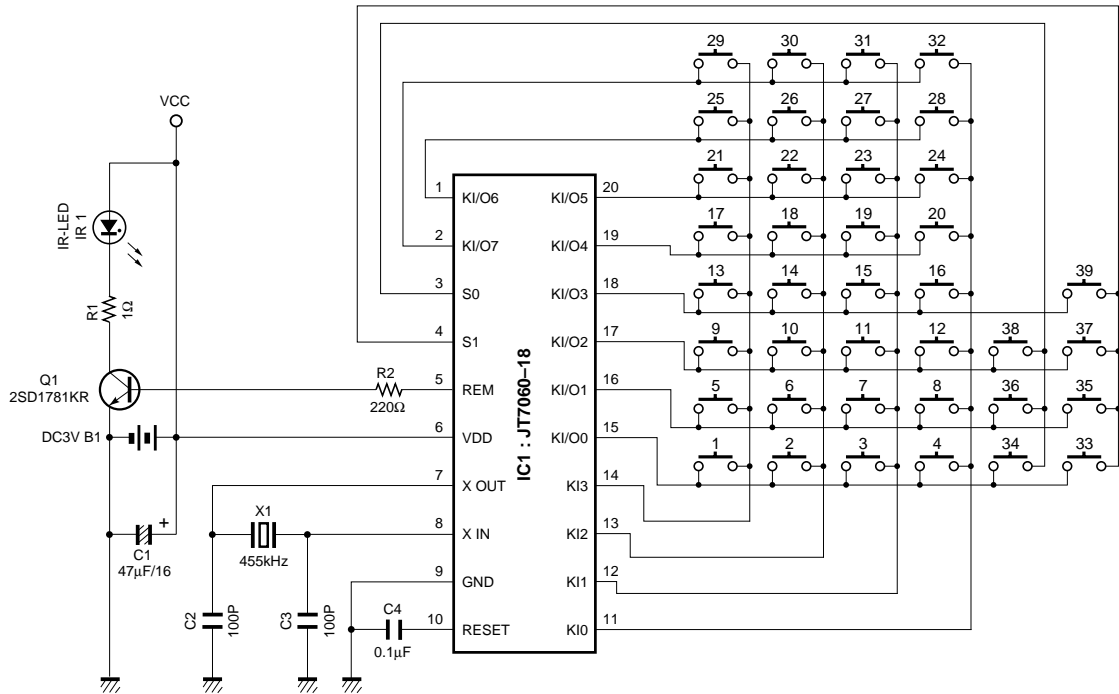 29 30 31 32
VCC
25 26 27 28
21 22 23 24
1 KI/O6 KI/O5 20
IR-LED
IR 1
17 18 19 20
2 KI/O7 KI/O4 19
13 14 15 16 39
3 S0 KI/O3 18
R1
1Ω
9 10 11 12 38 37
4 S1 KI/O2 17
Q1
2SD1781KR
R2
220Ω
5 REM KI/O1 16
5 6 7 8 36 35
DC3V B1
6 VDD KI/O0 15
1 2 3 4 34 33
IC1 : JT7060–18
7 X OUT KI3 14
X1
455kHz
8 X IN KI2 13
+
C1
47μF/16
9 GND KI1 12
C2
100P
C3
100P
C4
0.1μF
10 RESET KI0 11